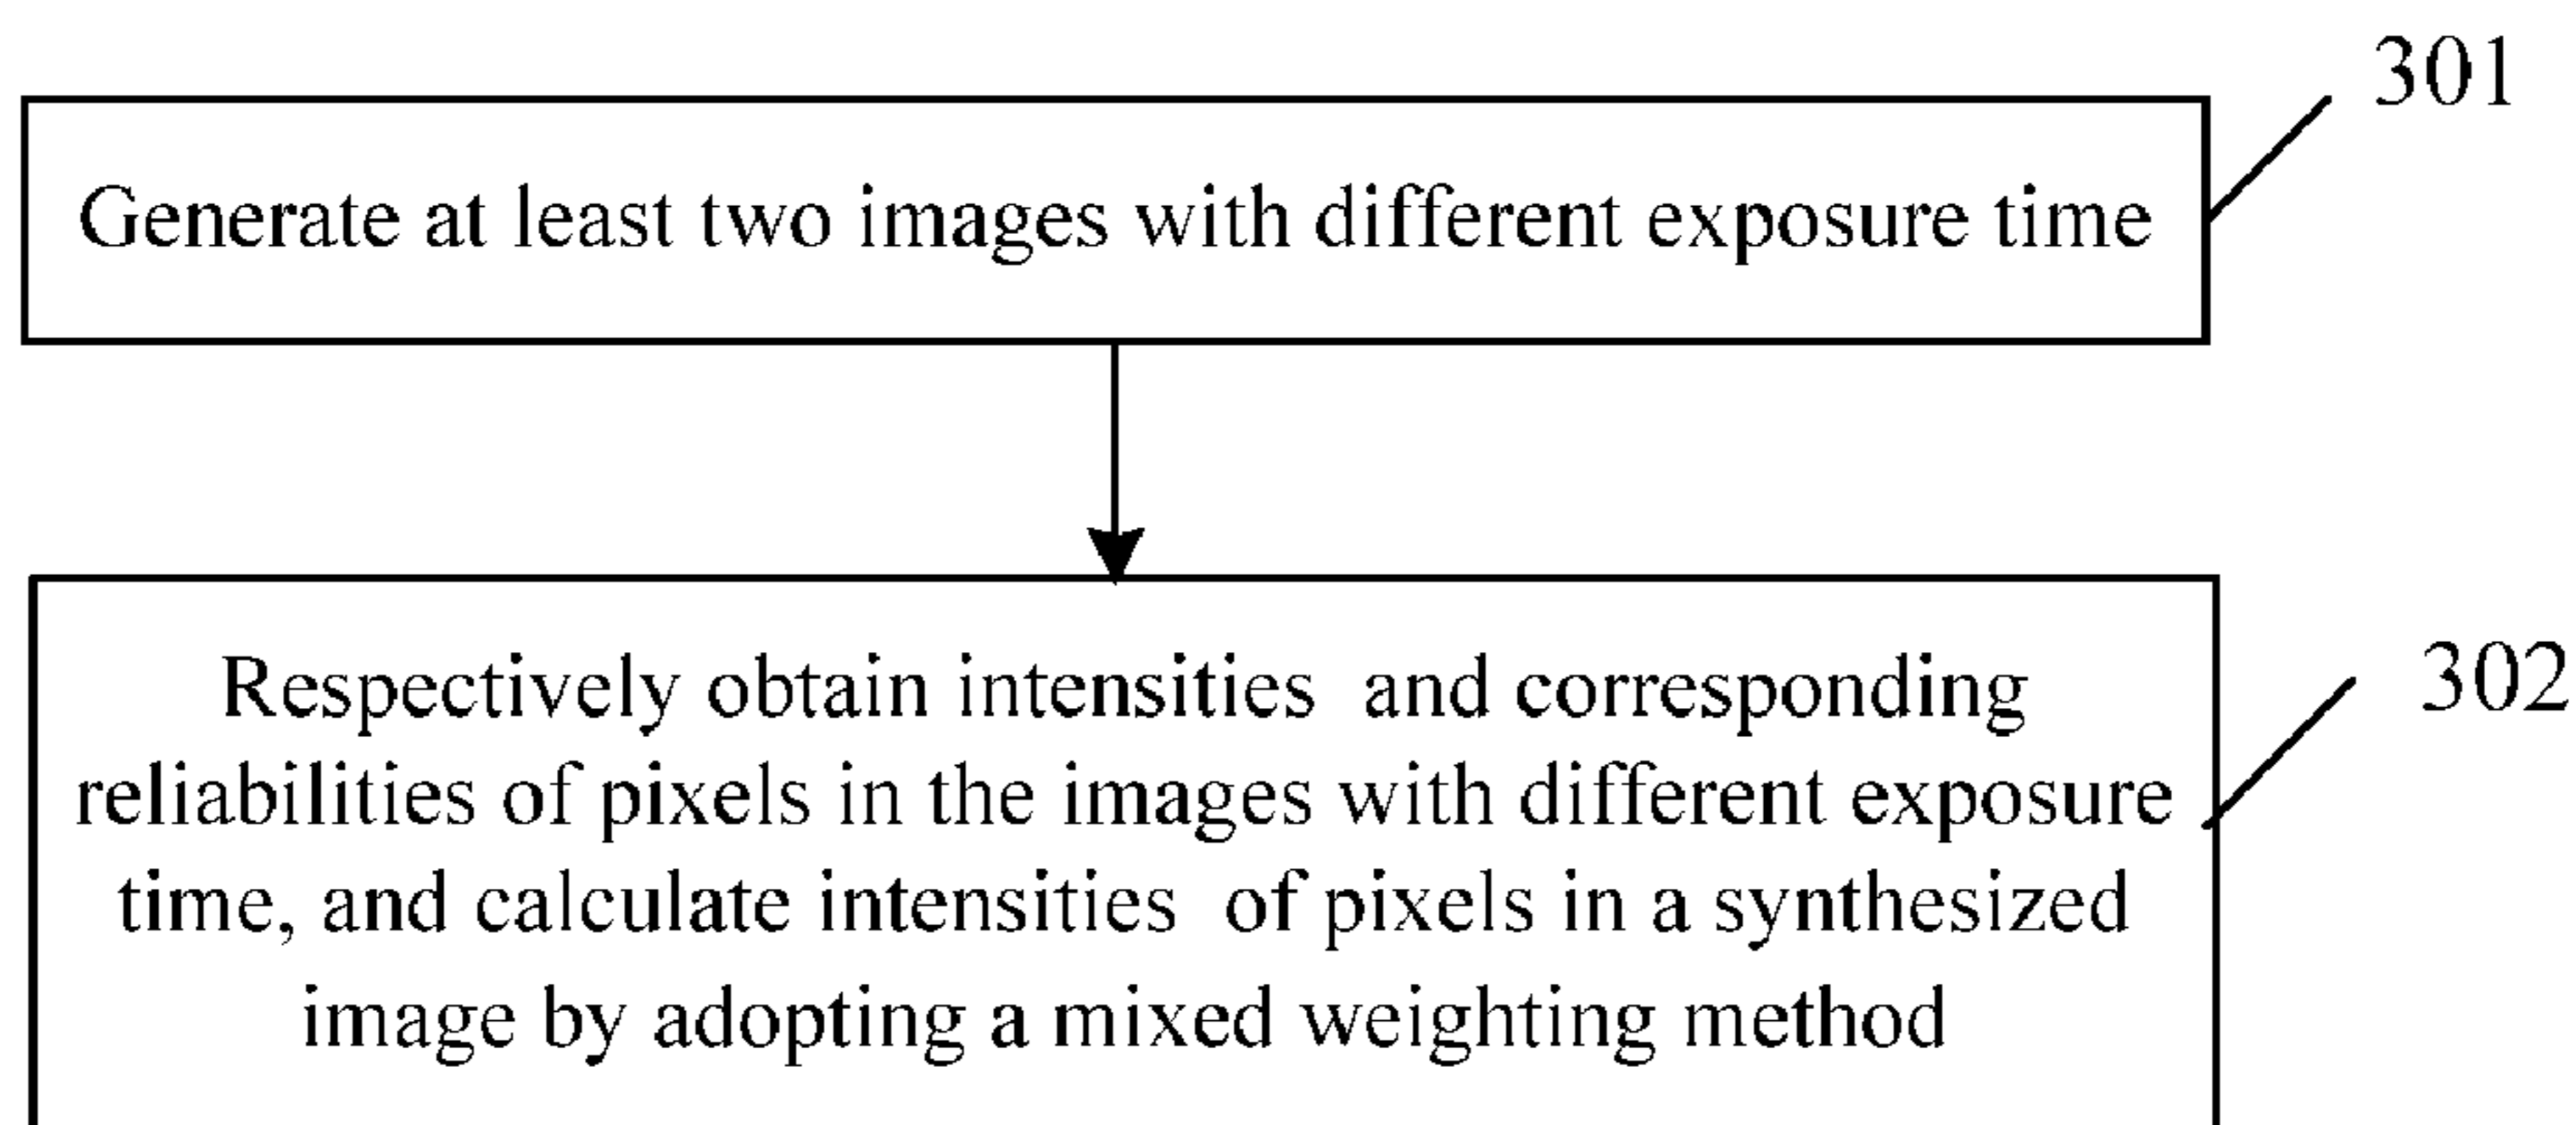 301
Generate at least two images with different exposure time
Respectively obtain intensities and corresponding
302
reliabilities of pixels in the images with different exposure
time, and calculate intensities of pixels in a synthesized
image by adopting a mixed weighting method